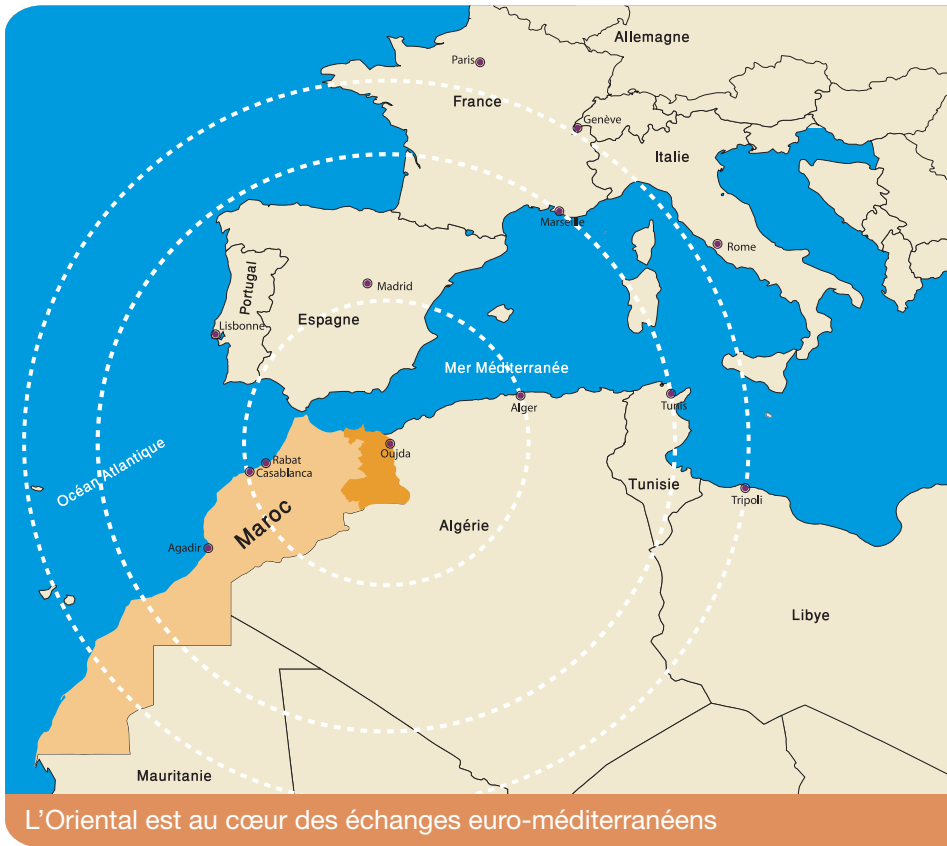 Allemagne
Paris
France
Genève
Italie
Marseille
Rome
Madrid
Portugal
Lisbonne
Espagne
Mer Méditerranée
Alger
Tunis
Océan Atlantique
Oujda
Rabat
Casablanca
Tunisie
Tripoli
Maroc
Algérie
Agadir
Libye
Mauritanie
L'Oriental est au cœur des échanges euro-méditerranéens